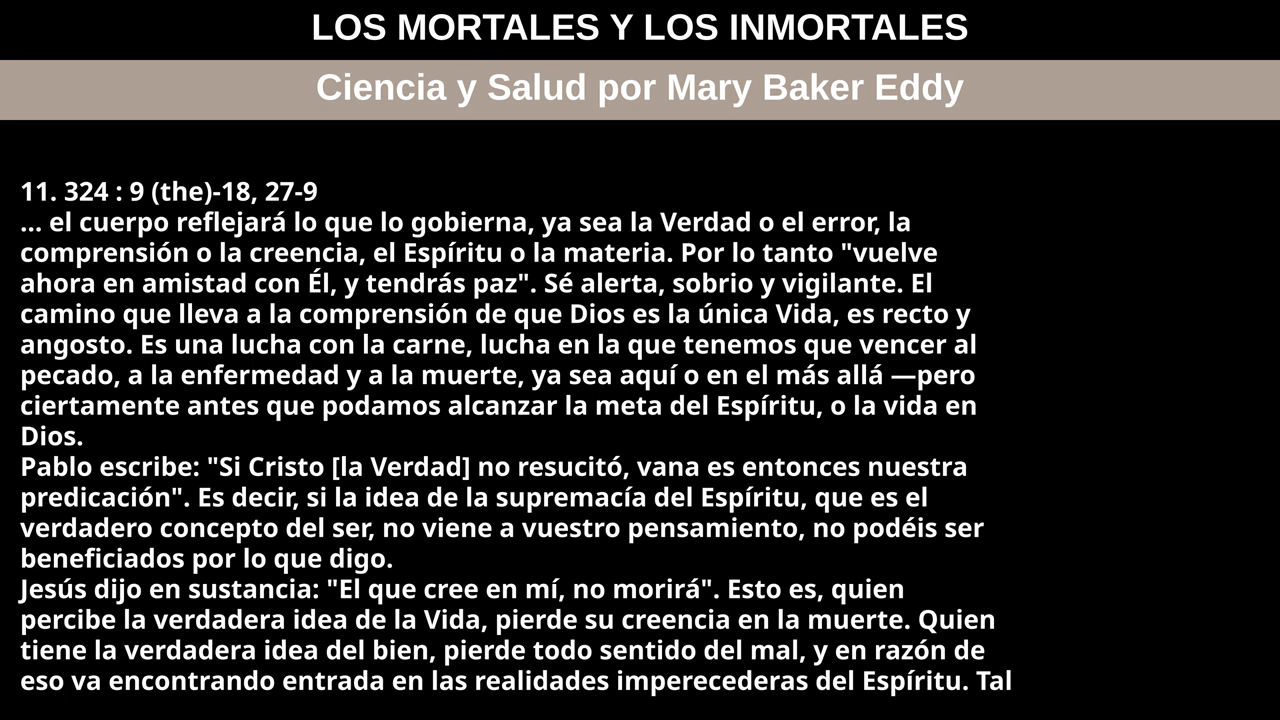 LOS MORTALES Y LOS INMORTALES
Ciencia y Salud por Mary Baker Eddy
11. 324 : 9 (the)-18, 27-9
... el cuerpo reflejará lo que lo gobierna, ya sea la Verdad o el error, la
comprensión o la creencia, el Espíritu o la materia. Por lo tanto "vuelve
ahora en amistad con Él, y tendrás paz". Sé alerta, sobrio y vigilante. El
camino que lleva a la comprensión de que Dios es la única Vida, es recto y
angosto. Es una lucha con la carne, lucha en la que tenemos que vencer al
pecado, a la enfermedad y a la muerte, ya sea aquí o en el más allá —pero
ciertamente antes que podamos alcanzar la meta del Espíritu, o la vida en
Dios.
Pablo escribe: "Si Cristo [la Verdad] no resucitó, vana es entonces nuestra
predicación". Es decir, si la idea de la supremacía del Espíritu, que es el
verdadero concepto del ser, no viene a vuestro pensamiento, no podéis ser
beneficiados por lo que digo.
Jesús dijo en sustancia: "El que cree en mí, no morirá". Esto es, quien
percibe la verdadera idea de la Vida, pierde su creencia en la muerte. Quien
tiene la verdadera idea del bien, pierde todo sentido del mal, y en razón de
eso va encontrando entrada en las realidades imperecederas del Espíritu. Tal